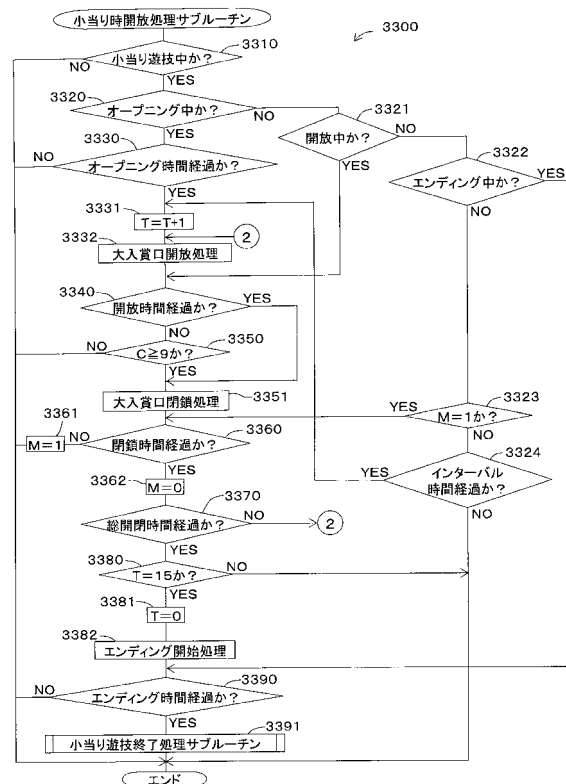 小当り時開放処理サブルーチン
3300
3310
小当り遊技中か？
NO
YES
3320
オープニング中か？
NO
YES
3321
開放中か？
NO
YES
3322
エンディング中か？
YES
NO
3330
オープニング時間経過か？
NO
YES
3331
T=T+1
②
3332
大入賞口開放処理
3340
開放時間経過か？
YES
NO
3350
C≧9か？
NO
YES
大入賞口閉鎖処理
3351
3323
M=1か？
YES
NO
3361
M=1
NO
閉鎖時間経過か？
3360
YES
3324
インターバル
時間経過か？
YES
NO
3362
M=0
3370
総開閉時間経過か？
NO
②
YES
3380
T=15か？
NO
YES
3381
T=0
3382
エンディング開始処理
3390
エンディング時間経過か？
NO
YES
3391
小当り遊技終了処理サブルーチン
エンド